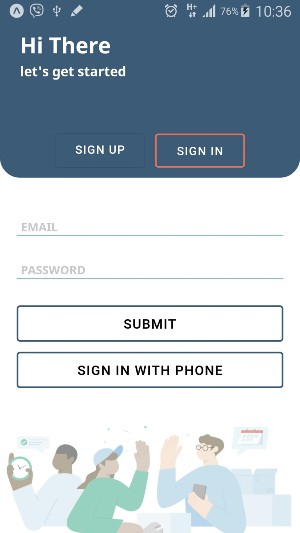 H+ 76% 10:36
Hi There
let's get started
SIGN UP SIGN IN
EMAIL
PASSWORD
SUBMIT
SIGN IN WITH PHONE